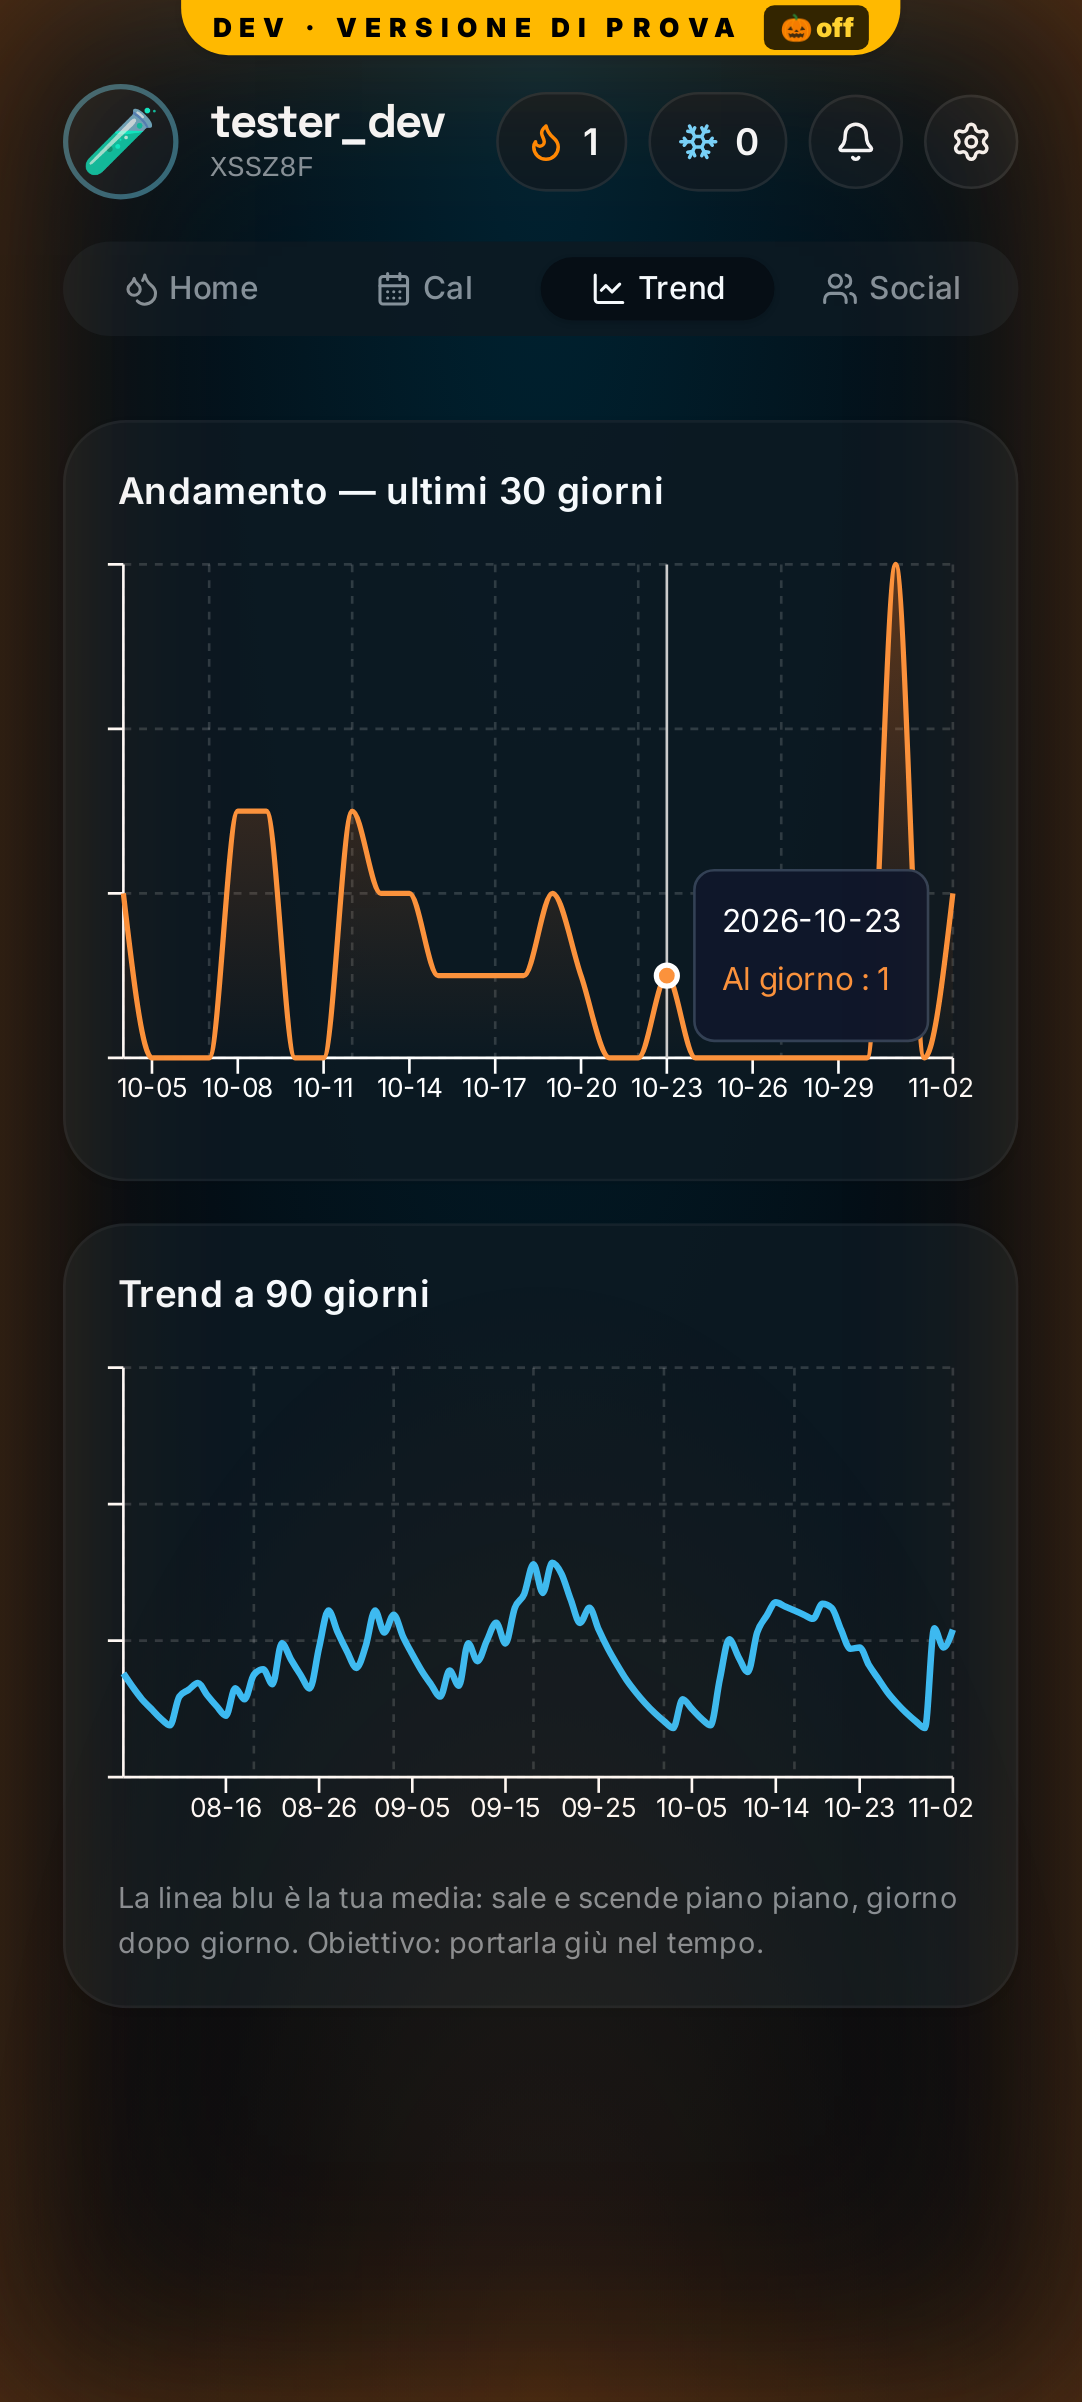 DEV · VERSIONE DI PROVA 🎃 off
tester_dev
XSSZ8F
1
0
Home Cal Trend Social
Andamento — ultimi 30 giorni
2026-10-23
Al giorno : 1
10-05 10-08 10-11 10-14 10-17 10-20 10-23 10-26 10-29 11-02
Trend a 90 giorni
08-16 08-26 09-05 09-15 09-25 10-05 10-14 10-23 11-02
La linea blu è la tua media: sale e scende piano piano, giorno
dopo giorno. Obiettivo: portarla giù nel tempo.